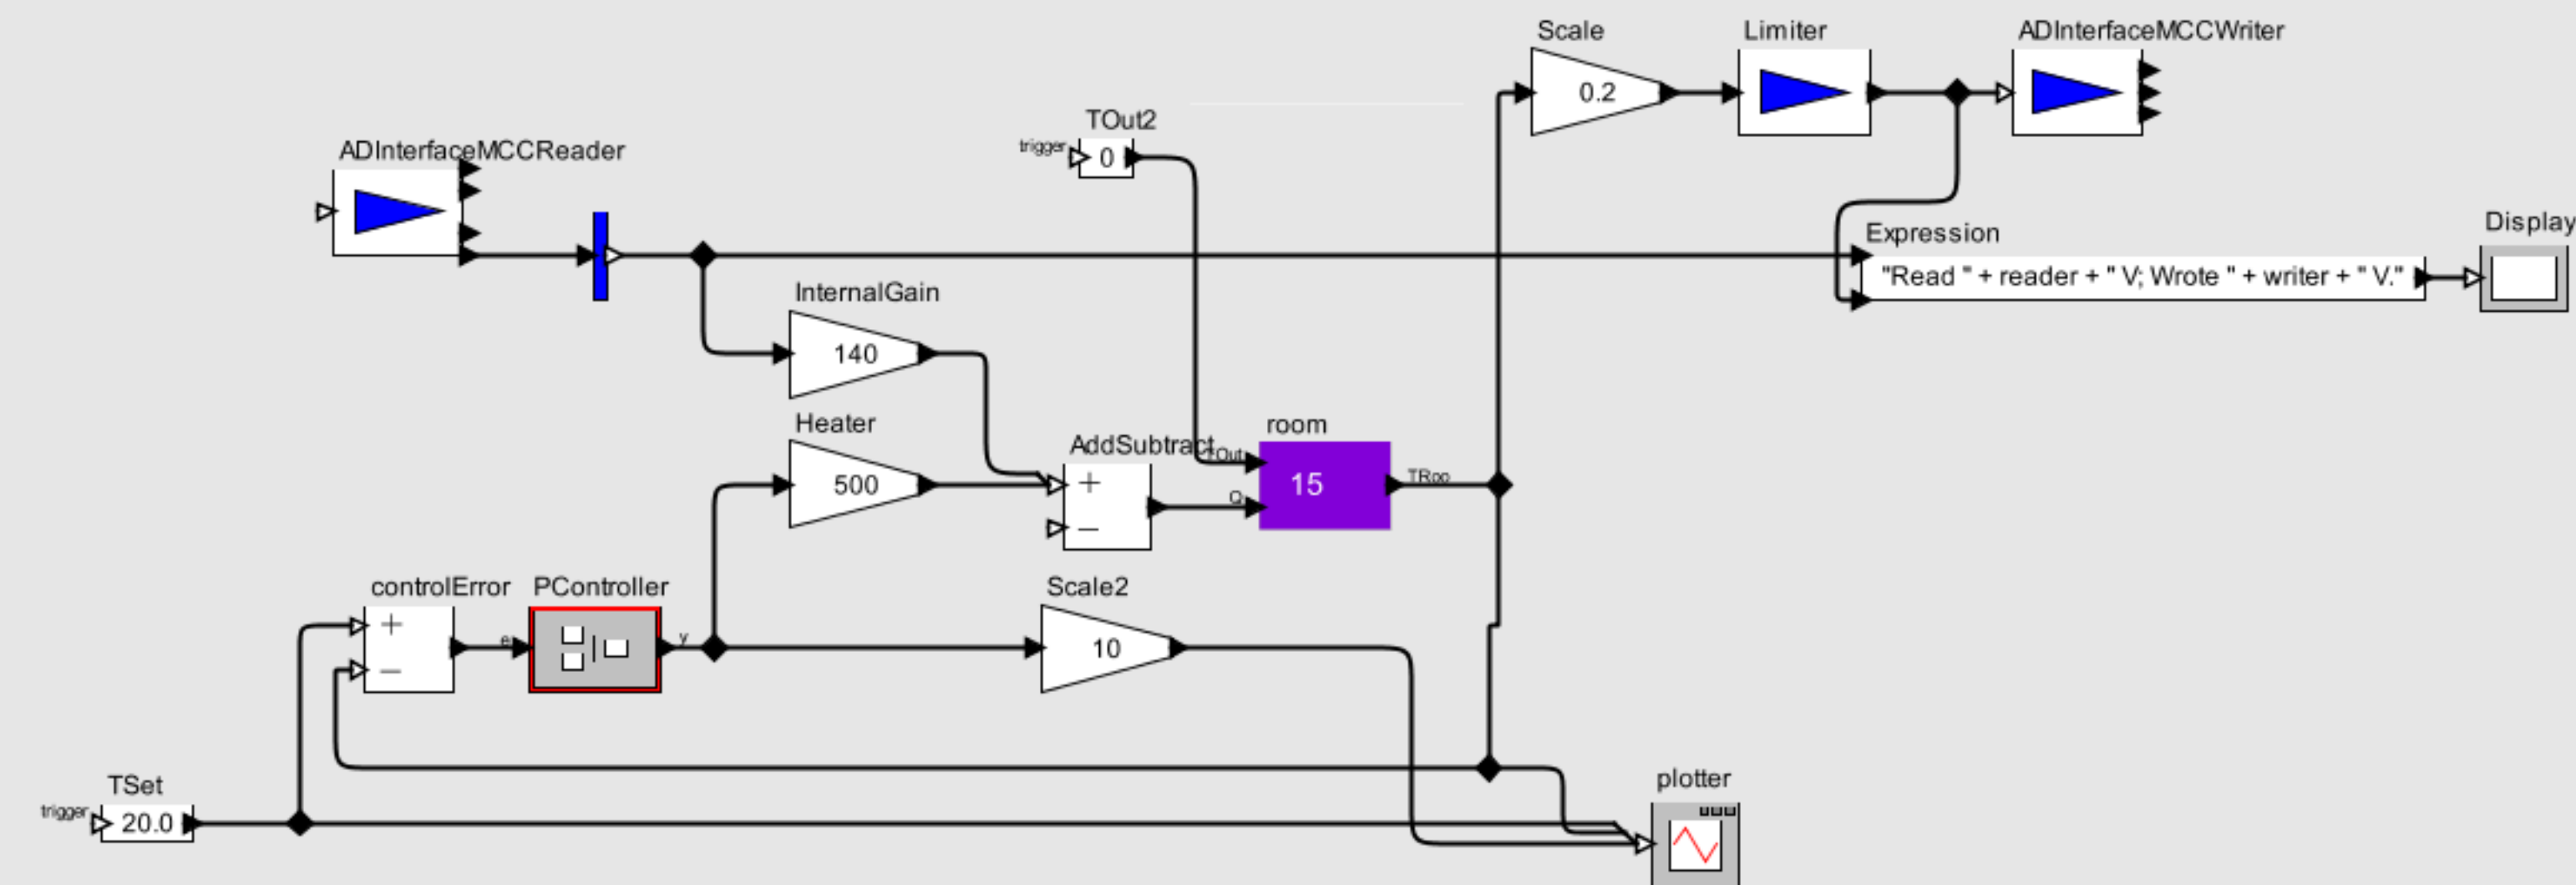 Scale
Limiter
ADInterfaceMCCWriter
0.2
TOut2
trigger
0
ADInterfaceMCCReader
Display
Expression
"Read " + reader + " V; Wrote " + writer + " V."
InternalGain
140
Heater
500
AddSubtract
+
−
TOut
Q
room
15
TRoo
controlError
+
−
e
PController
y
Scale2
10
TSet
trigger
20.0
plotter